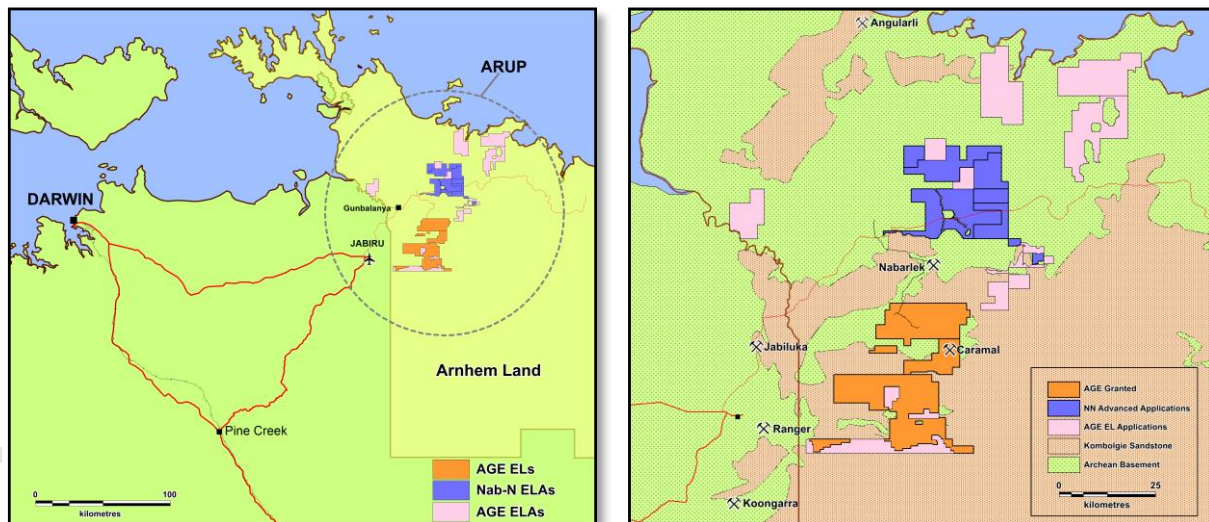 ARUP
DARWIN
Gunbalanya
JABIRU
Arnhem Land
Pine Creek
AGE ELs
Nab-N ELAs
AGE ELAs
0
100
kilometres
Angularli
Nabarlek
Jabiluka
Caramal
Ranger
Koongarra
AGE Granted
NN Advanced Applications
AGE EL Applications
Kombolgie Sandstone
Archean Basement
0
25
kilometres